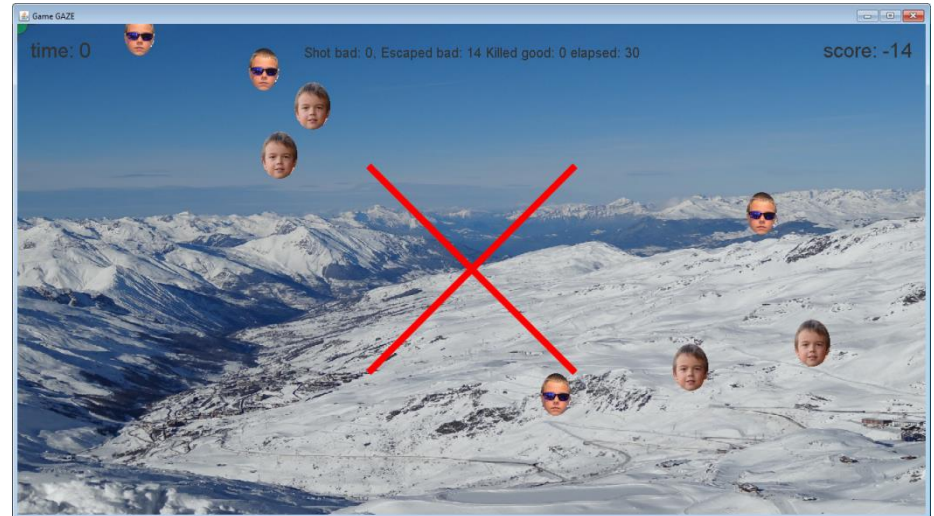 Game GAZE
time: 0
Shot bad: 0, Escaped bad: 14 Killed good: 0 elapsed: 30
score: -14